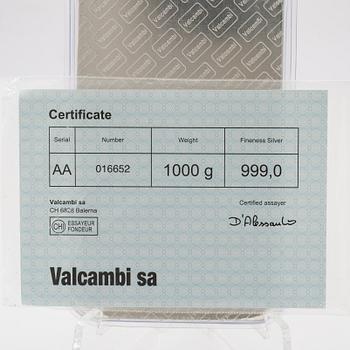 Valcambi Valcambi Valcambi
Certificate
Serial Number Weight Fineness Silver
AA 016652 1000 g 999,0
Valcambi sa
CH 6828 Balerna
Certified assayer
CH ESSAYEUR
FONDEUR
D'Alessandro
Valcambi sa